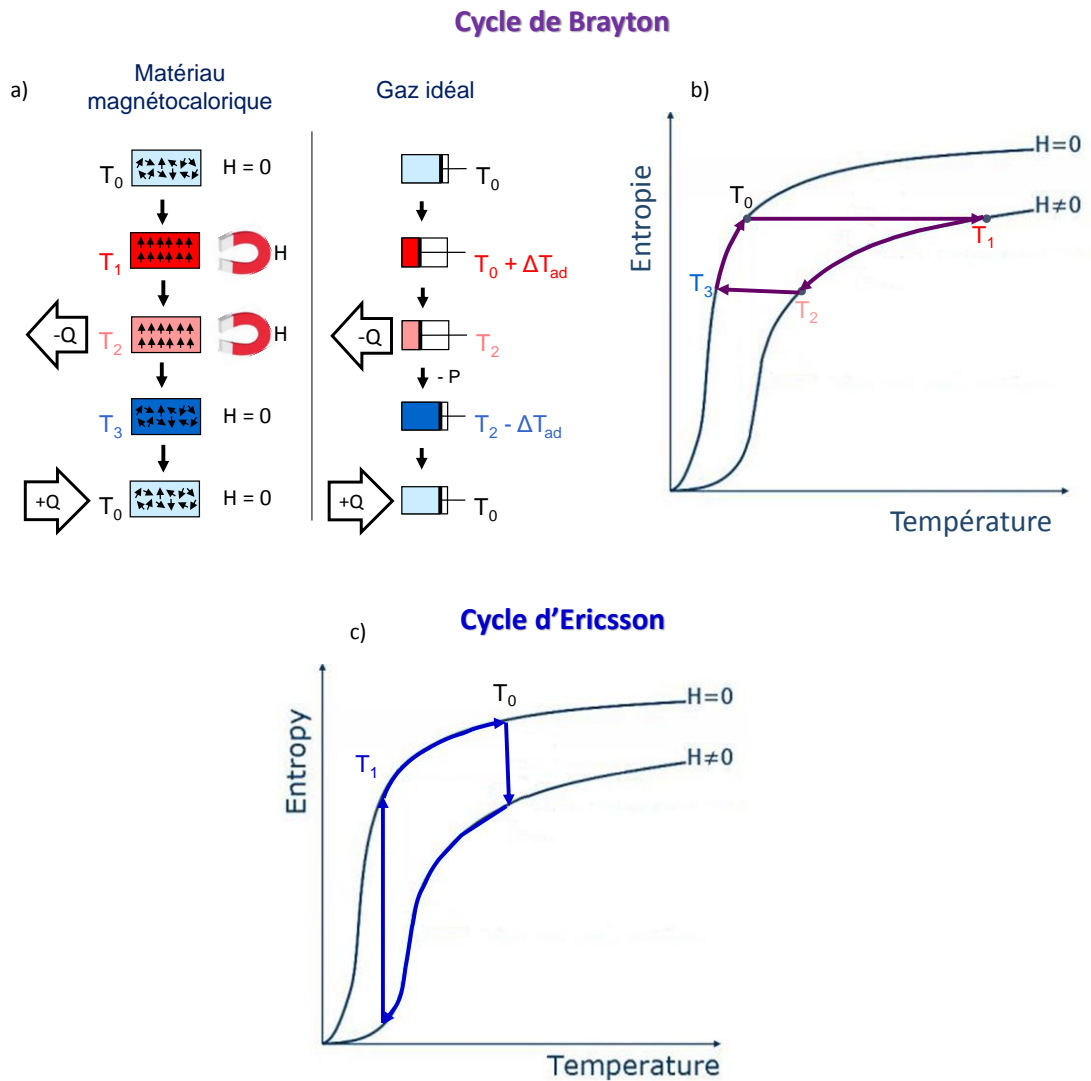 Cycle de Brayton
a)
Matériau
magnétocalorique
Gaz idéal
T0
H = 0
T0
T1
H
T0 + ΔTad
-Q
T2
H
-Q
T2
- P
T3
H = 0
T2 - ΔTad
+Q
T0
H = 0
+Q
T0
b)
Entropie
H=0
T0
H≠0
T1
T3
T2
Température
Cycle d’Ericsson
c)
Entropy
T0
H=0
T1
H≠0
Temperature